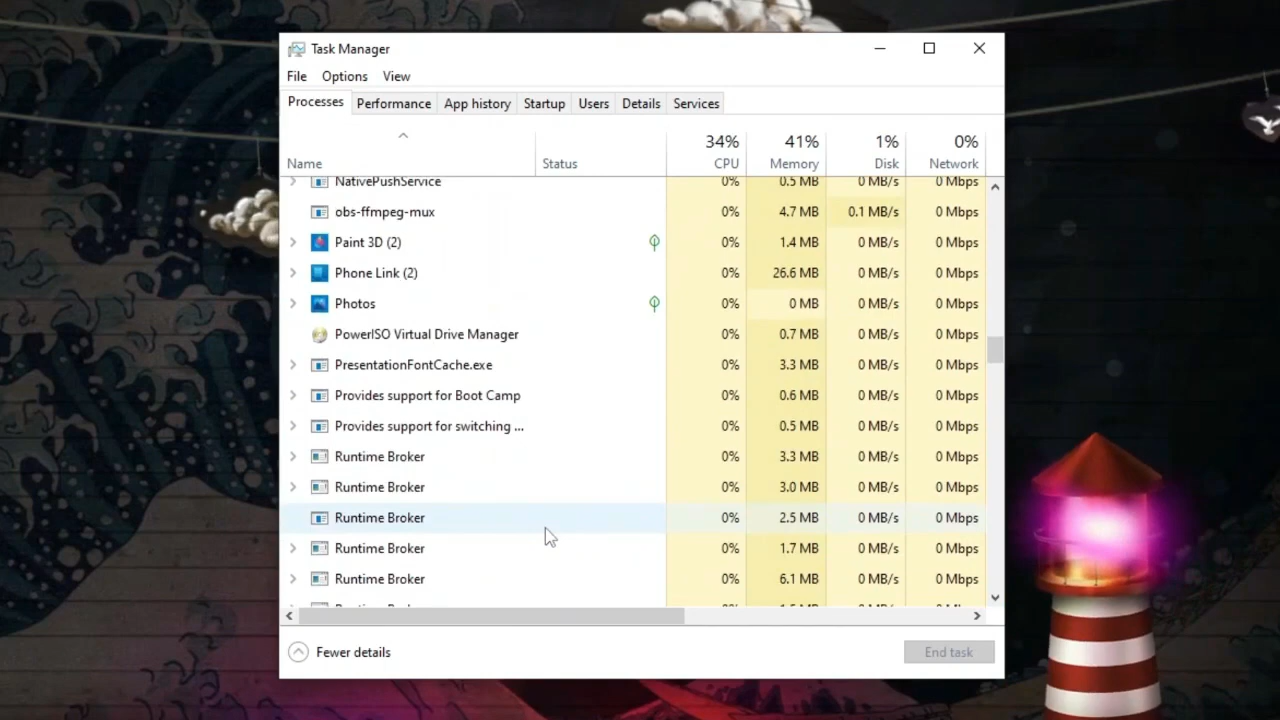 Task Manager
File Options View
Processes Performance App history Startup Users Details Services
34% 41% 1% 0%
Name Status CPU Memory Disk Network
NativePushService 0% 0.5 MB 0 MB/s 0 Mbps
obs-ffmpeg-mux 0% 4.7 MB 0.1 MB/s 0 Mbps
Paint 3D (2) 0% 1.4 MB 0 MB/s 0 Mbps
Phone Link (2) 0% 26.6 MB 0 MB/s 0 Mbps
Photos 0% 0 MB 0 MB/s 0 Mbps
PowerISO Virtual Drive Manager 0% 0.7 MB 0 MB/s 0 Mbps
PresentationFontCache.exe 0% 3.3 MB 0 MB/s 0 Mbps
Provides support for Boot Camp 0% 0.6 MB 0 MB/s 0 Mbps
Provides support for switching ... 0% 0.5 MB 0 MB/s 0 Mbps
Runtime Broker 0% 3.3 MB 0 MB/s 0 Mbps
Runtime Broker 0% 3.0 MB 0 MB/s 0 Mbps
Runtime Broker 0% 2.5 MB 0 MB/s 0 Mbps
Runtime Broker 0% 1.7 MB 0 MB/s 0 Mbps
Runtime Broker 0% 6.1 MB 0 MB/s 0 Mbps
Fewer details End task